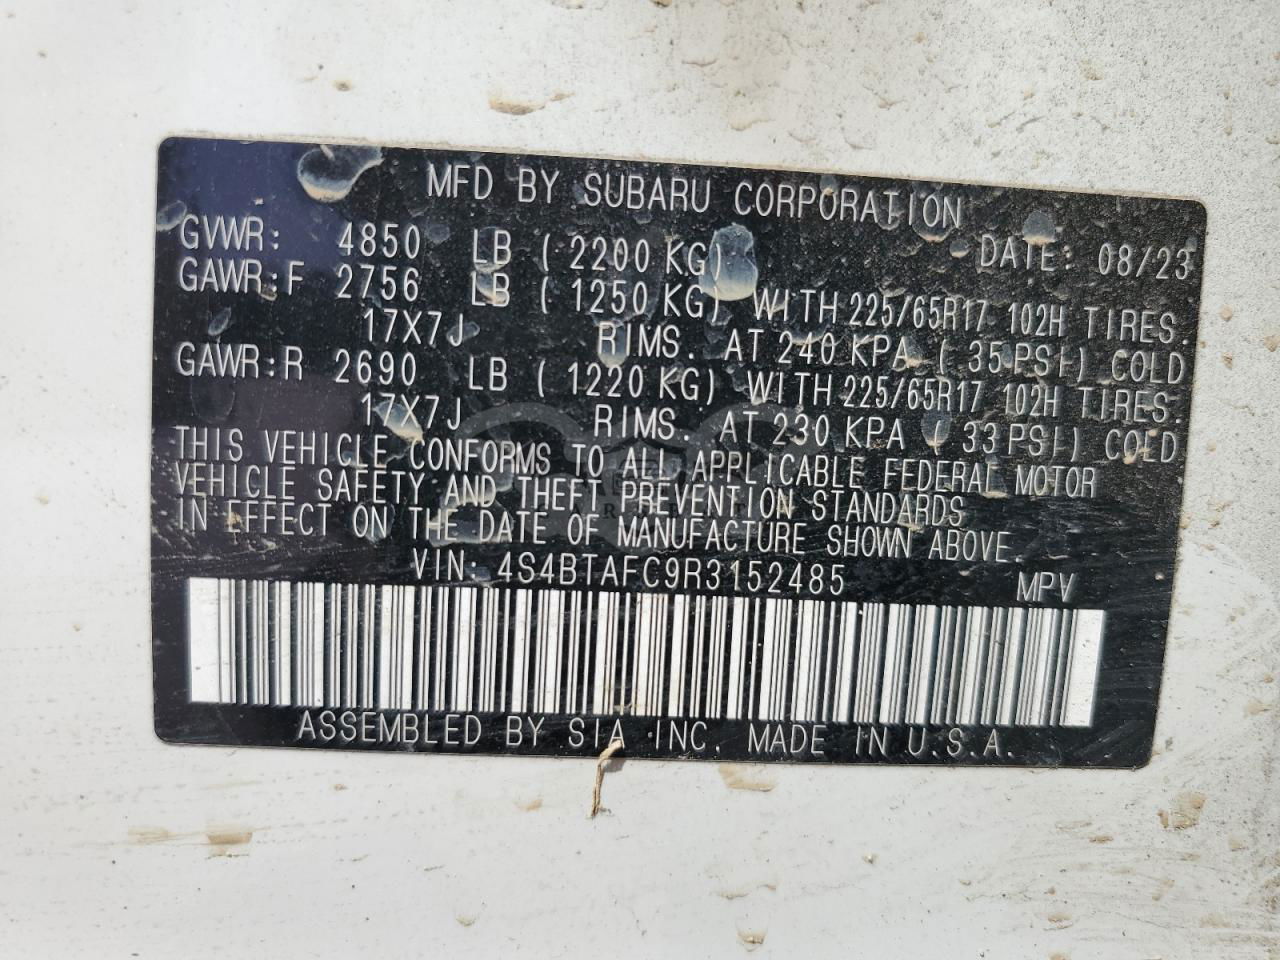 MFD BY SUBARU CORPORATION
GVWR: 4850 LB (2200 KG) DATE: 08/23
GAWR:F 2756 LB (1250 KG) WITH 225/65R17 102H TIRES.
17X7J RIMS. AT 240 KPA (35 PSI) COLD
GAWR:R 2690 LB (1220 KG) WITH 225/65R17 102H TIRES.
17X7J RIMS. AT 230 KPA (33 PSI) COLD
THIS VEHICLE CONFORMS TO ALL APPLICABLE FEDERAL MOTOR
VEHICLE SAFETY AND THEFT PREVENTION STANDARDS
IN EFFECT ON THE DATE OF MANUFACTURE SHOWN ABOVE.
VIN: 4S4BTAFC9R3152485 MPV
ASSEMBLED BY SIA INC. MADE IN U.S.A.